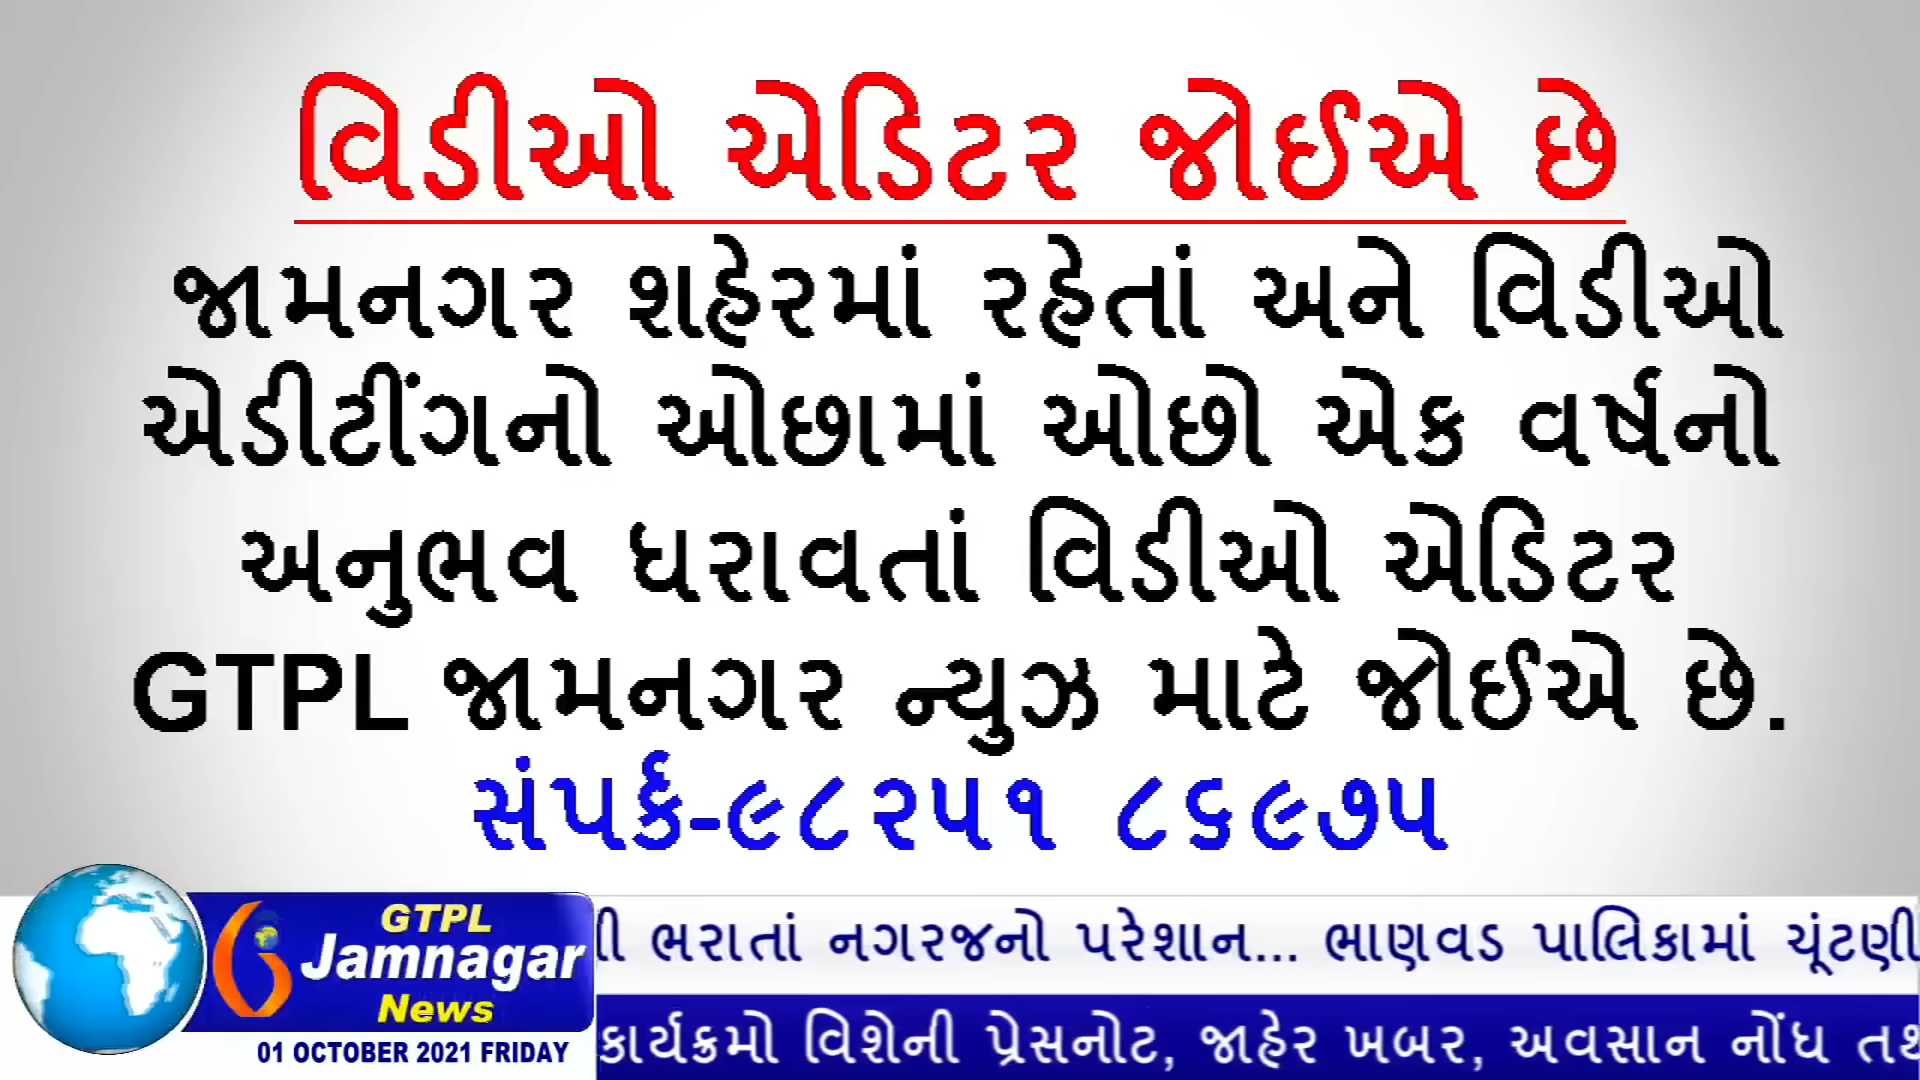 વિડીઓ એડિટર જોઈએ છે
જામનગર શહેરમાં રહેતાં અને વિડીઓ
એડીટીંગનો ઓછામાં ઓછો એક વર્ષનો
અનુભવ ધરાવતાં વિડીઓ એડિટર
GTPL જામનગર ન્યુઝ માટે જોઈએ છે.
સંપર્ક-૯૮૨૫૧ ૮૬૯૭૫
GTPL
Jamnagar
News
01 OCTOBER 2021 FRIDAY
ભરાતાં નગરજનો પરેશાન... ભાણવડ પાલિકામાં ચૂંટણી
કાર્યક્રમો વિશેની પ્રેસનોટ, જાહેર ખબર, અવસાન નોંધ